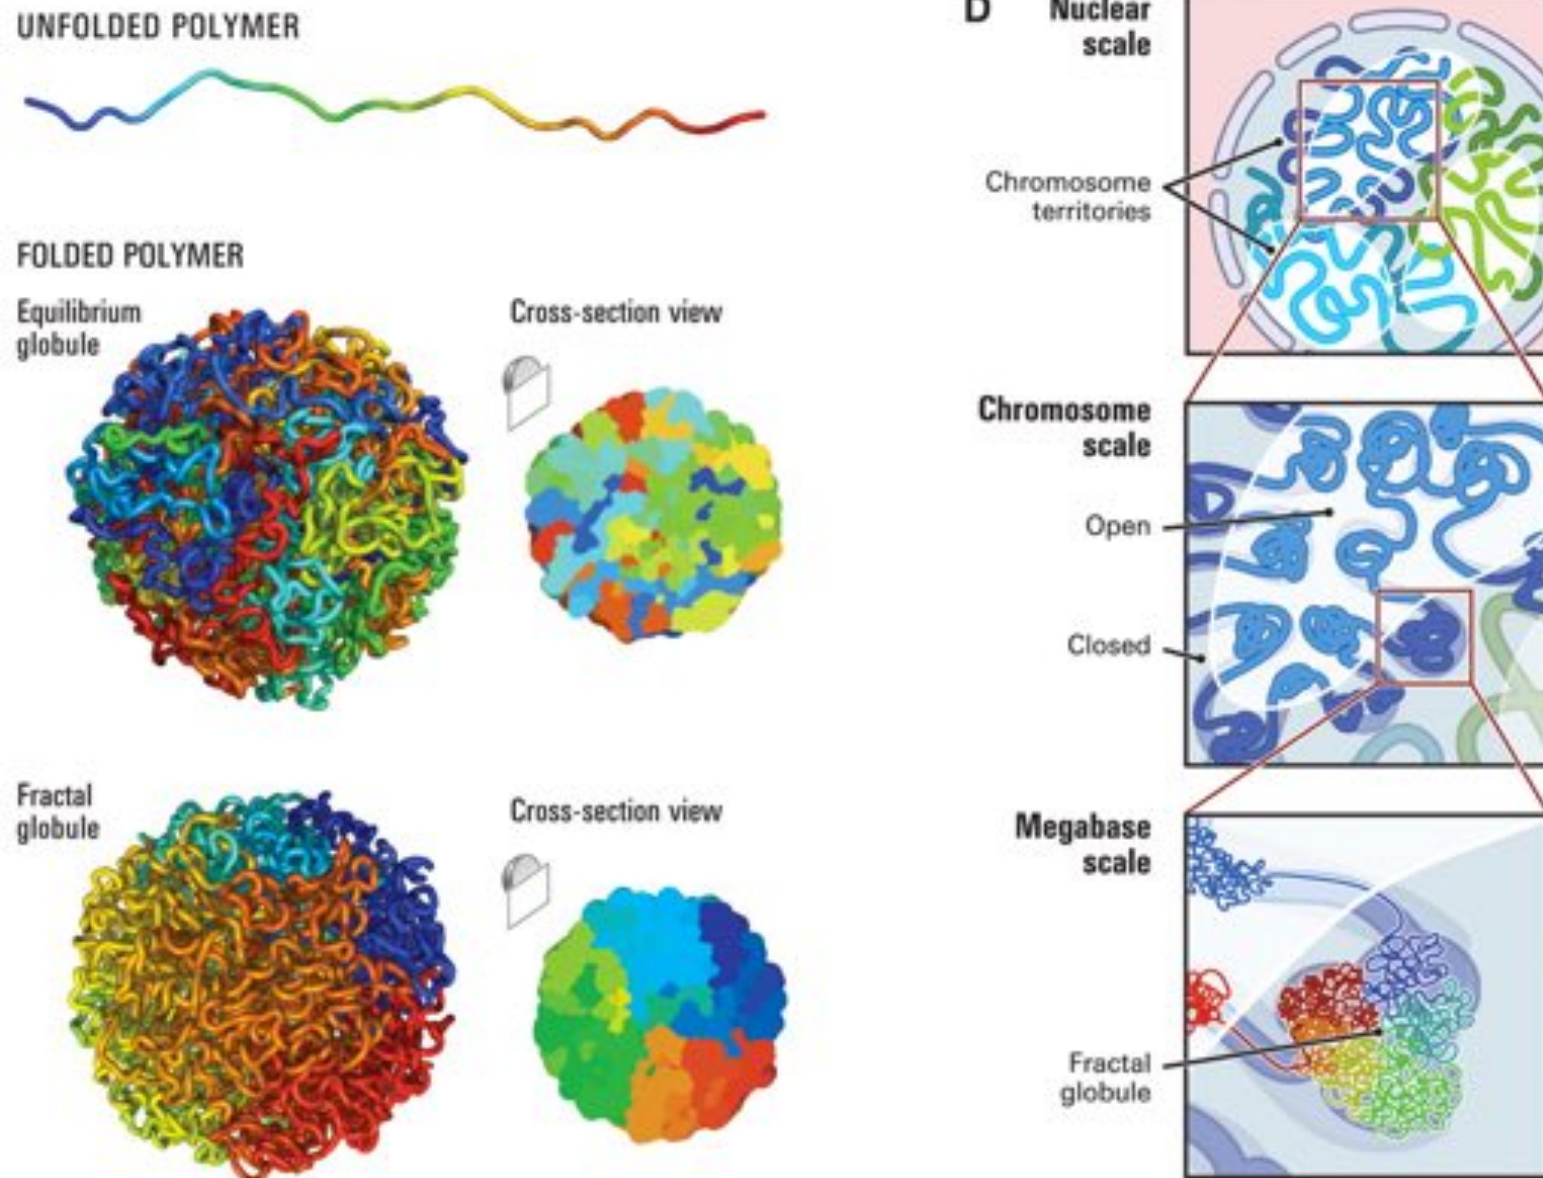 UNFOLDED POLYMER
FOLDED POLYMER
Equilibrium
globule
Cross-section view
Fractal
globule
Cross-section view
D
Nuclear
scale
Chromosome
territories
Chromosome
scale
Open
Closed
Megabase
scale
Fractal
globule